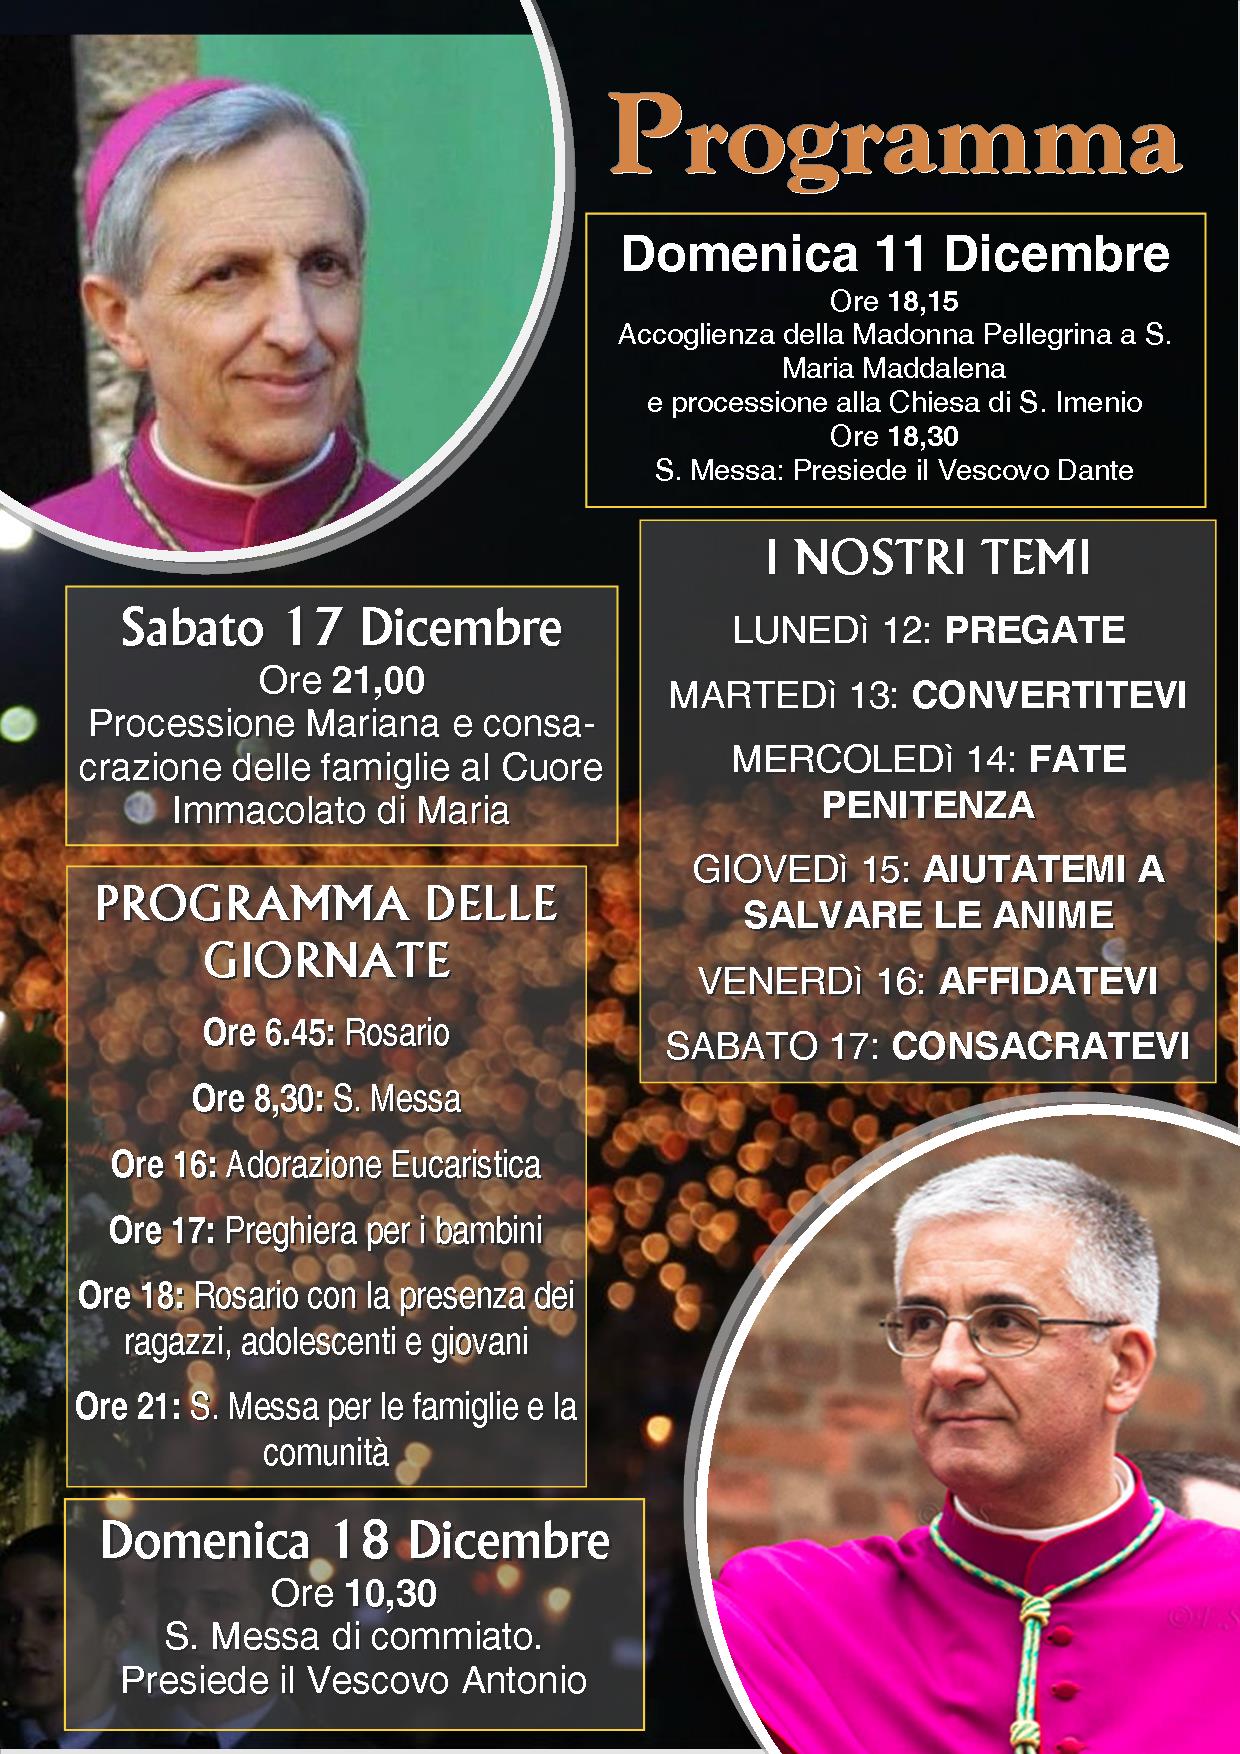 Programma
Domenica 11 Dicembre
Ore 18,15
Accoglienza della Madonna Pellegrina a S.
Maria Maddalena
e processione alla Chiesa di S. Imenio
Ore 18,30
S. Messa: Presiede il Vescovo Dante
I NOSTRI TEMI
LUNEDì 12: PREGATE
MARTEDì 13: CONVERTITEVI
MERCOLEDì 14: FATE
PENITENZA
GIOVEDì 15: AIUTATEMI A
SALVARE LE ANIME
VENERDì 16: AFFIDATEVI
SABATO 17: CONSACRATEVI
Sabato 17 Dicembre
Ore 21,00
Processione Mariana e consa-
crazione delle famiglie al Cuore
Immacolato di Maria
PROGRAMMA DELLE
GIORNATE
Ore 6.45: Rosario
Ore 8,30: S. Messa
Ore 16: Adorazione Eucaristica
Ore 17: Preghiera per i bambini
Ore 18: Rosario con la presenza dei
ragazzi, adolescenti e giovani
Ore 21: S. Messa per le famiglie e la
comunità
Domenica 18 Dicembre
Ore 10,30
S. Messa di commiato.
Presiede il Vescovo Antonio